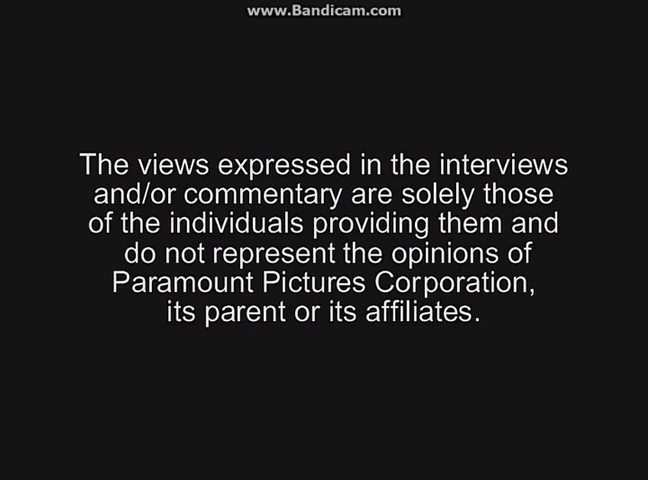 www.Bandicam.com
The views expressed in the interviews
and/or commentary are solely those
of the individuals providing them and
do not represent the opinions of
Paramount Pictures Corporation,
its parent or its affiliates.